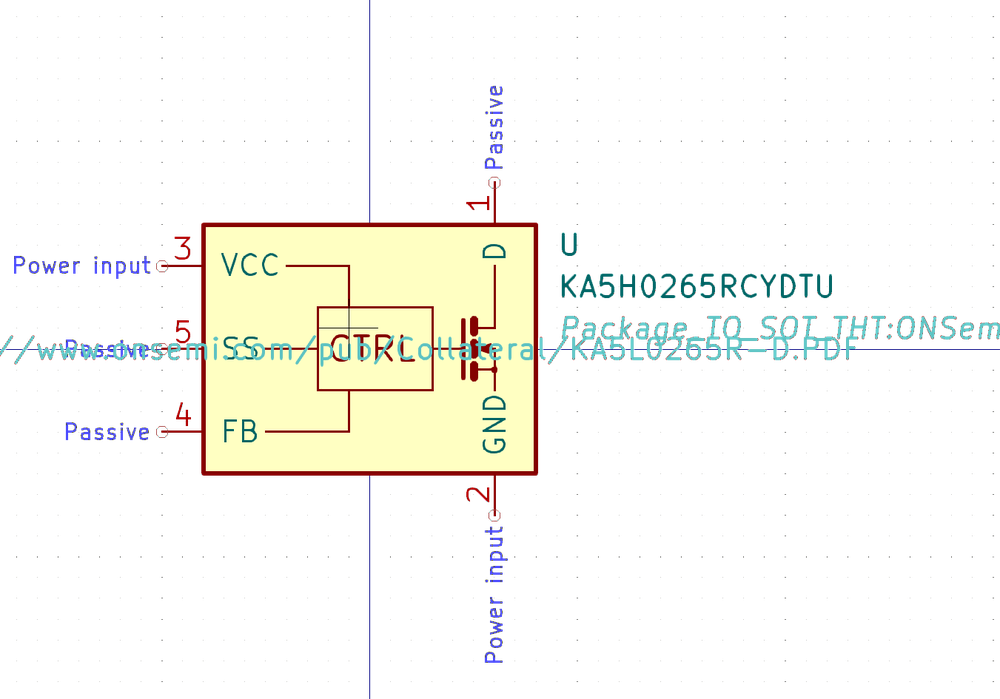 Passive
1
3
Power input
VCC
D
U
KA5H0265RCYDTU
Package_TO_SOT_THT:ONSem
5
Passive
SS
CTRL
//www.onsemi.com/pub/Collateral/KA5L0265R-D.PDF
4
Passive
FB
GND
2
Power input